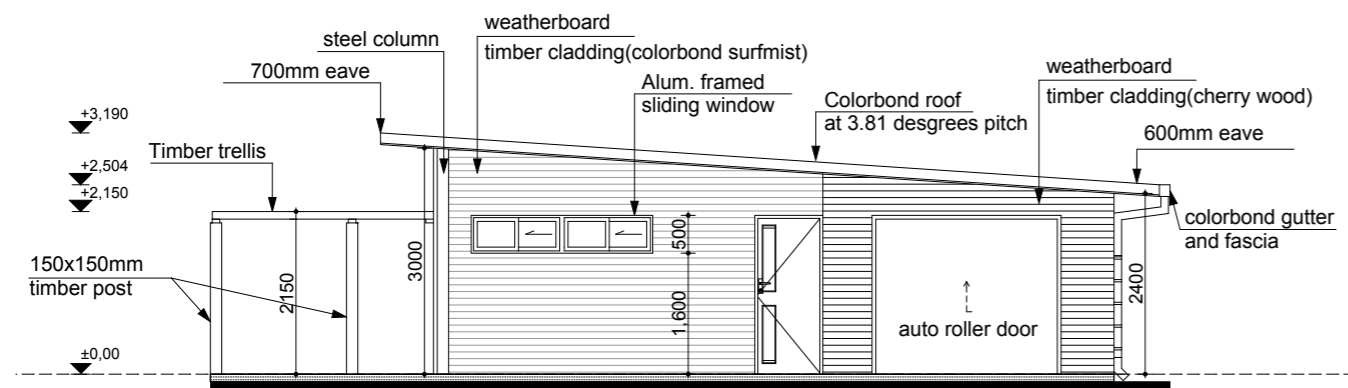 weatherboard
timber cladding(colorbond surfmist)
steel column
700mm eave
Alum. framed
sliding window
Colorbond roof
at 3.81 desgrees pitch
weatherboard
timber cladding(cherry wood)
600mm eave
+3,190
Timber trellis
+2,504
+2,150
colorbond gutter
and fascia
150x150mm
timber post
2150
3000
500
1,600
2400
auto roller door
±0,00